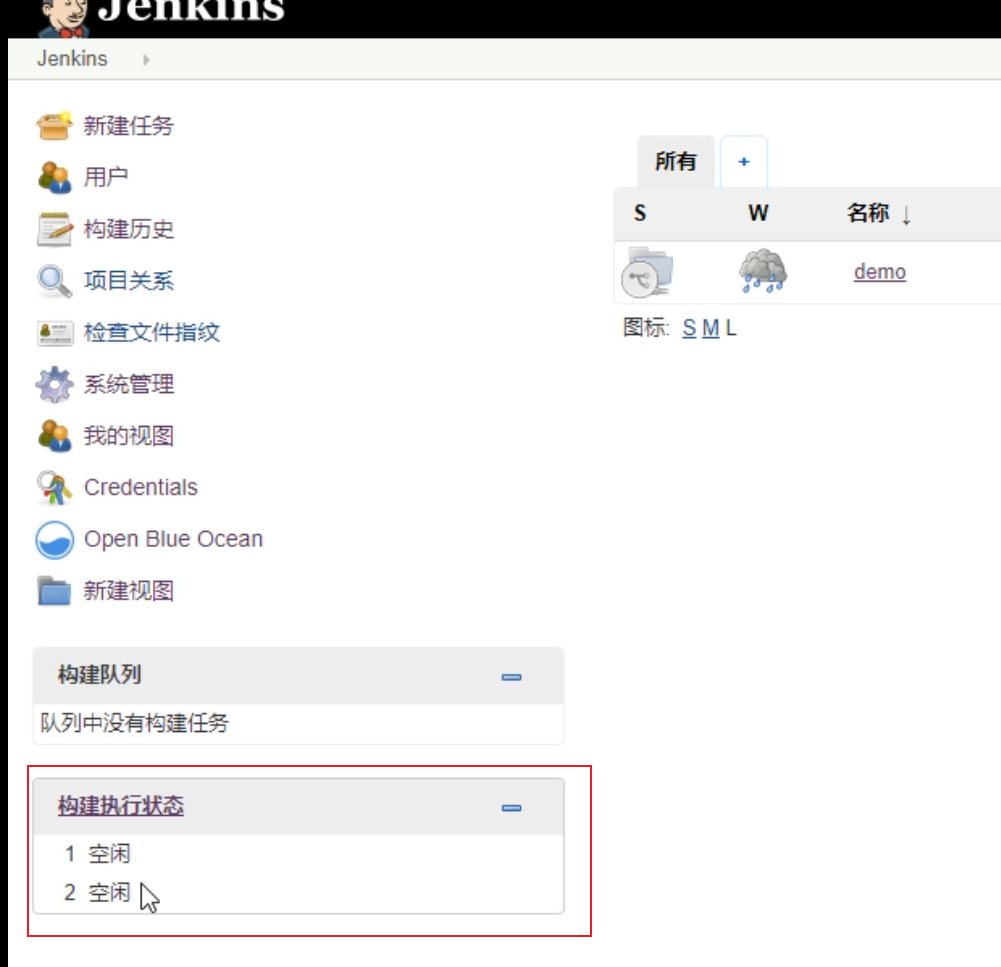 Jenkins
Jenkins
新建任务
用户
构建历史
项目关系
检查文件指纹
系统管理
我的视图
Credentials
Open Blue Ocean
新建视图
构建队列
队列中没有构建任务
构建执行状态
1 空闲
2 空闲
所有 +
S W 名称 ↓
demo
图标: S M L